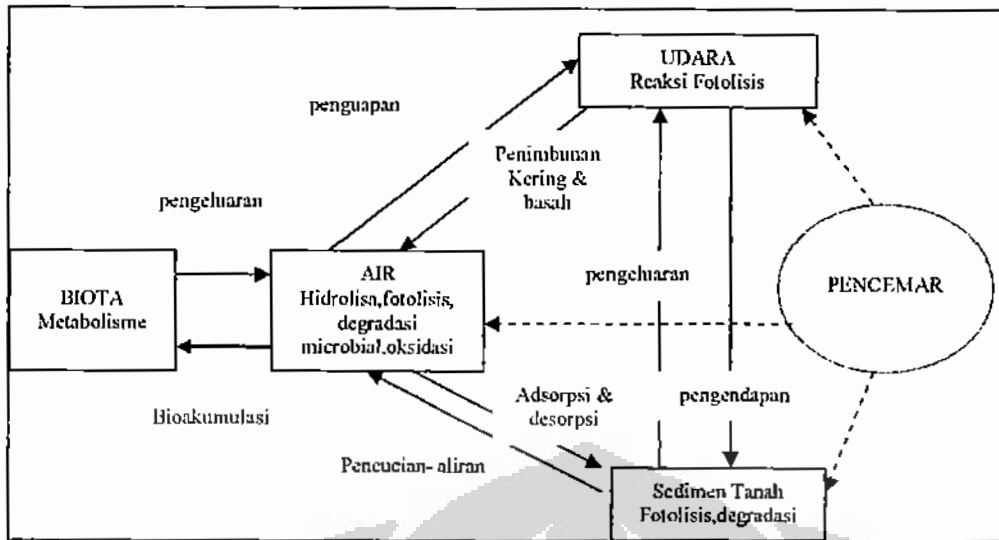 UDARA
Reaksi Fotolisis
penguapan
Penimbunan
Kering &
basah
pengeluaran
BIOTA
Metabolisme
AIR
Hidrolisa,fotolisis,
degradasi
microbial,oksidasi
pengeluaran
PENCEMAR
Bioakumulasi
Adsorpsi &
desorpsi
pengendapan
Pencucian- aliran
Sedimen Tanah
Fotolisis,degradasi